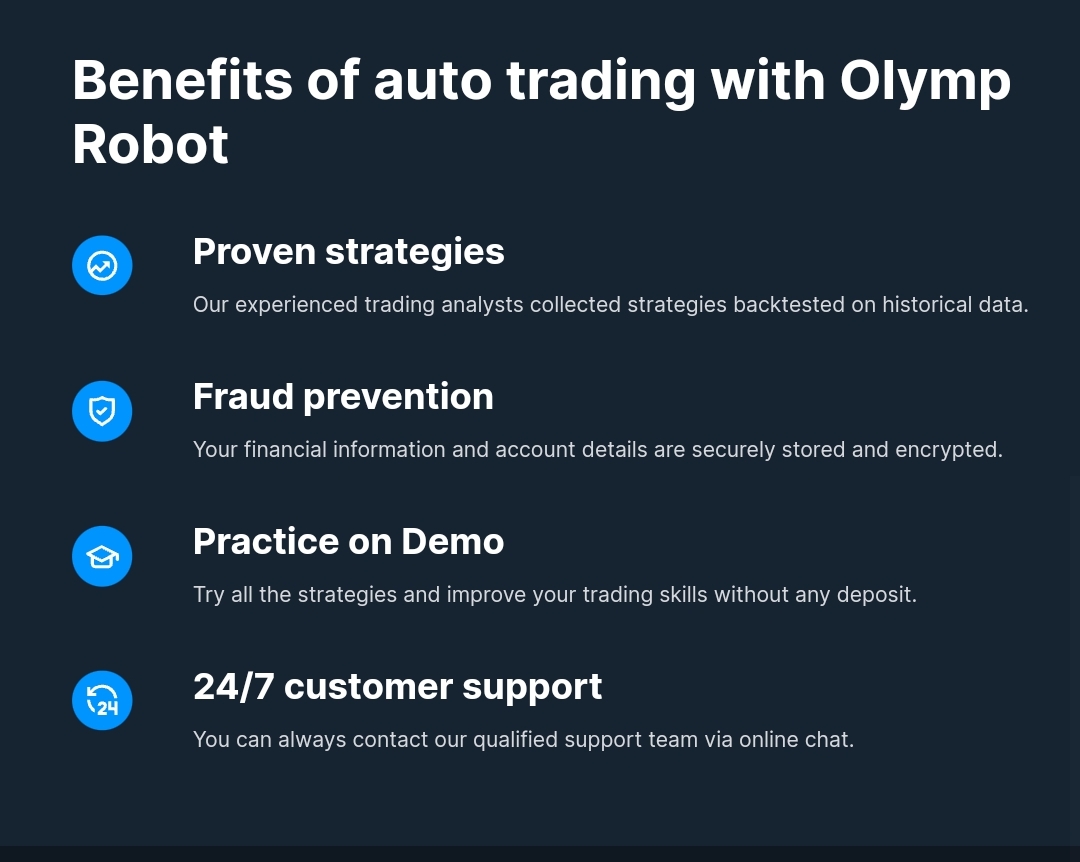 Benefits of auto trading with Olymp
Robot
Proven strategies
Our experienced trading analysts collected strategies backtested on historical data.
Fraud prevention
Your financial information and account details are securely stored and encrypted.
Practice on Demo
Try all the strategies and improve your trading skills without any deposit.
24/7 customer support
24
You can always contact our qualified support team via online chat.